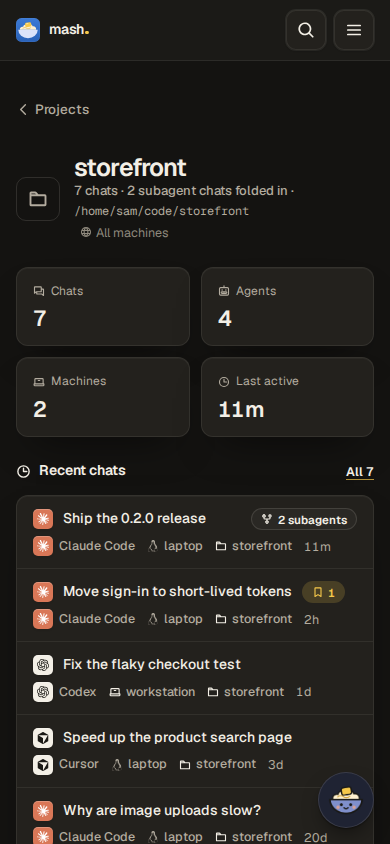 mash.
Projects
storefront
7 chats · 2 subagent chats folded in ·
/home/sam/code/storefront
All machines
Chats
7
Agents
4
Machines
2
Last active
11m
Recent chats
All 7
Ship the 0.2.0 release
2 subagents
Claude Code laptop storefront 11m
Move sign-in to short-lived tokens
1
Claude Code laptop storefront 2h
Fix the flaky checkout test
Codex workstation storefront 1d
Speed up the product search page
Cursor laptop storefront 3d
Why are image uploads slow?
Claude Code laptop storefront 20d